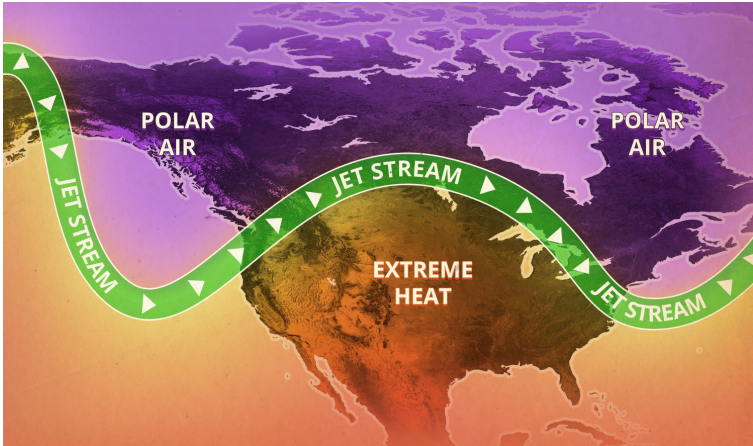 POLAR
AIR
POLAR
AIR
JET STREAM
JET STREAM
EXTREME
HEAT
JET STREAM